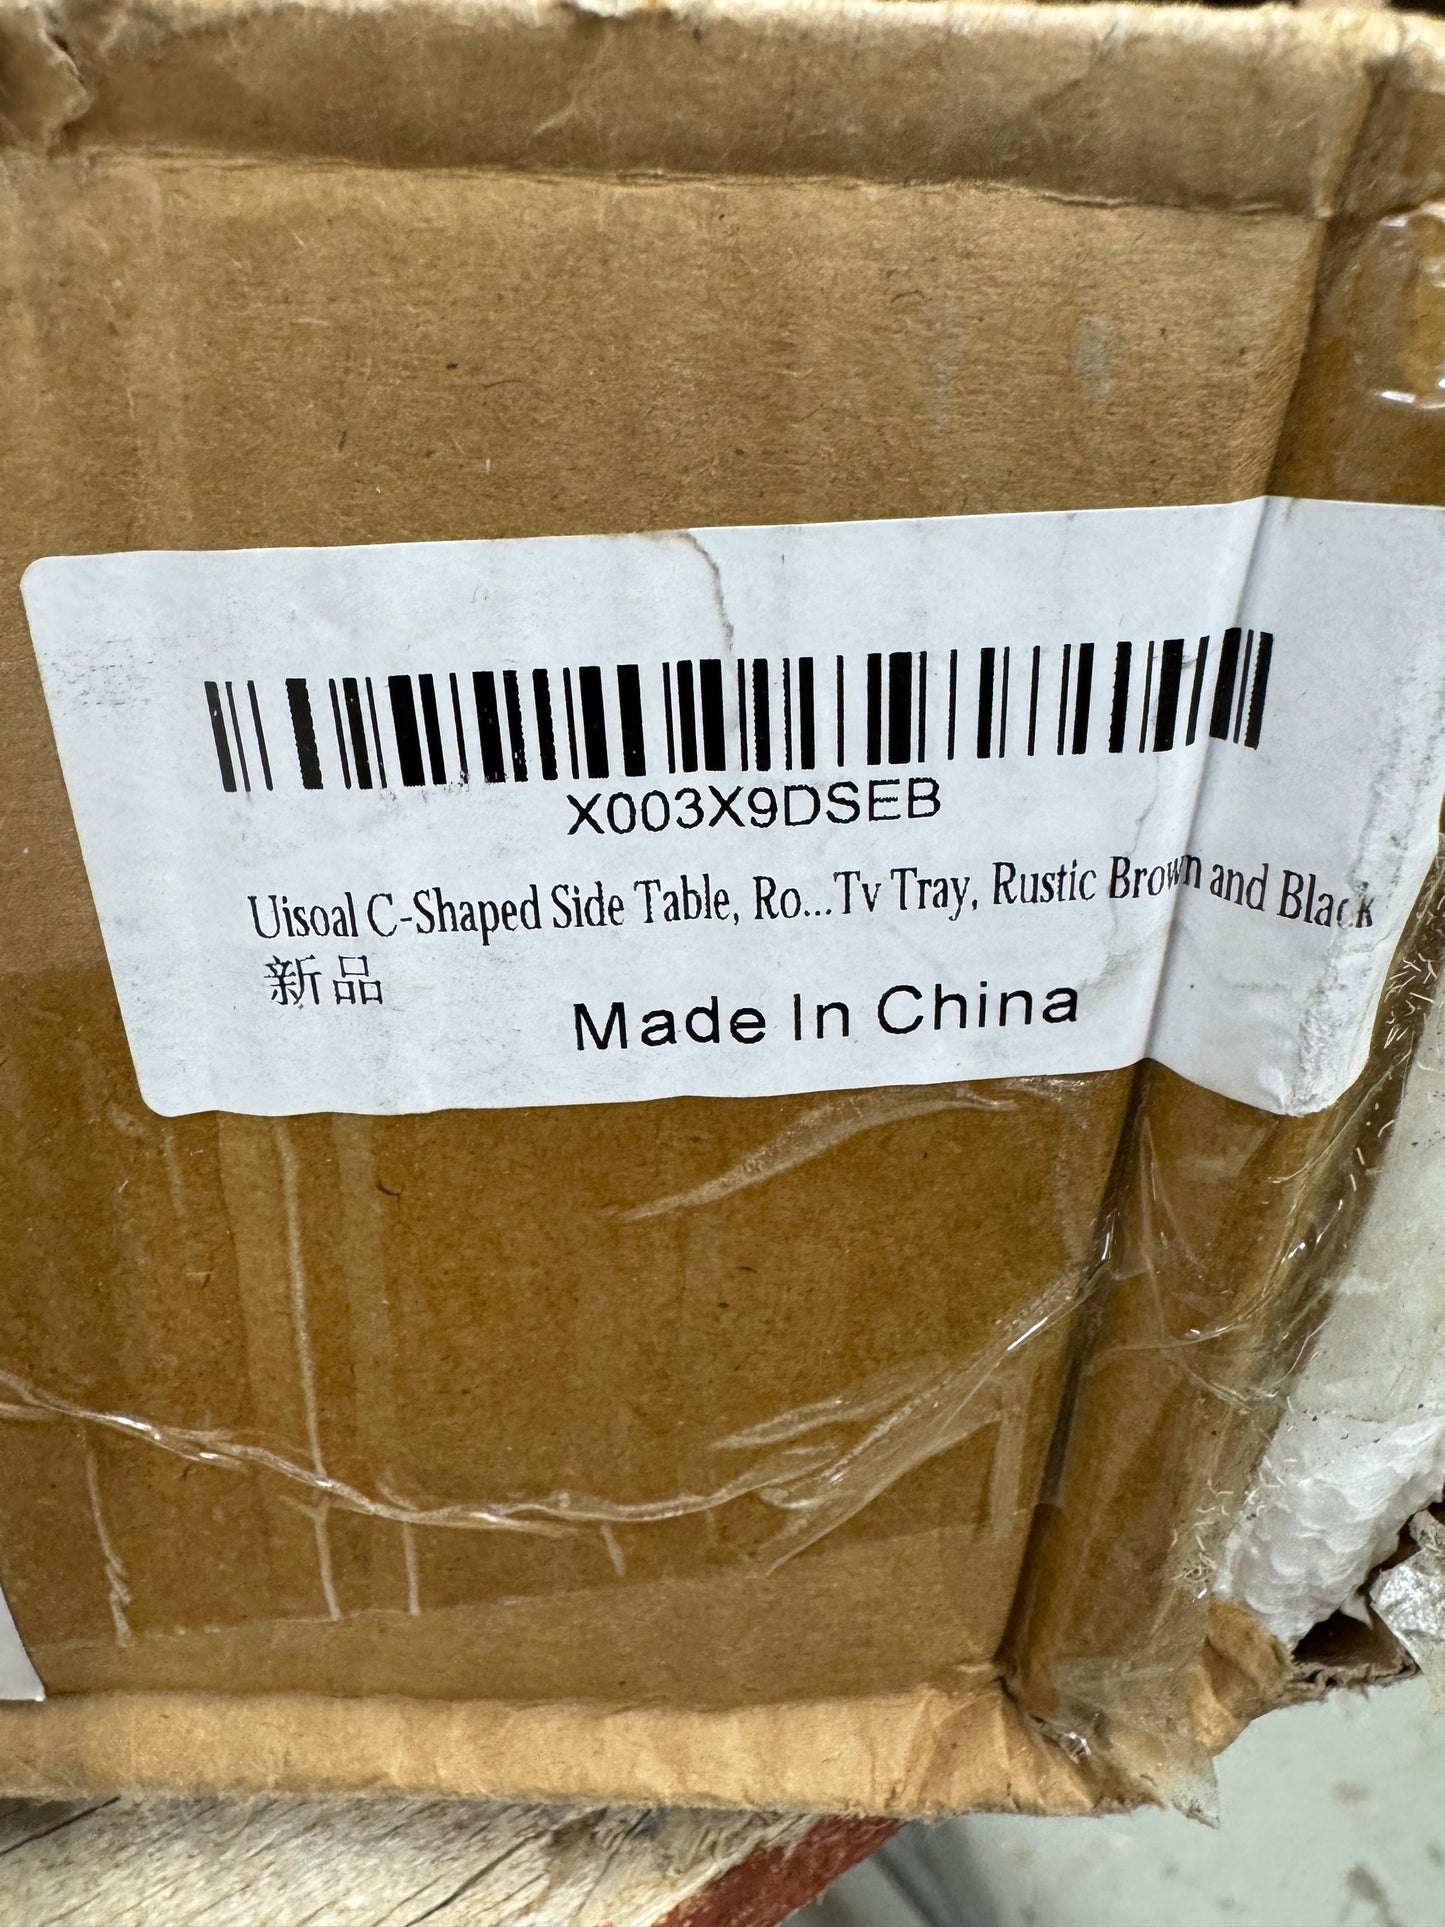 X003X9DSEB
Uisoal C-Shaped Side Table, Ro...Tv Tray, Rustic Brown and Black
新品
Made In China